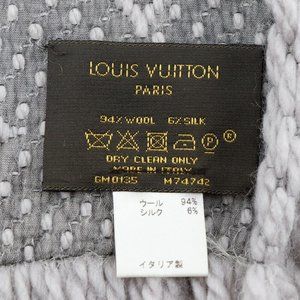 LOUIS VUITTON
PARIS
94% WOOL 6% SILK
DRY CLEAN ONLY
MADE IN ITALY
GM0135 M74742
ウール 94%
シルク 6%
イタリア製